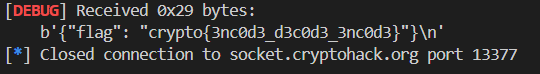 [DEBUG] Received 0x29 bytes:
b'{"flag": "crypto{3nc0d3_d3c0d3_3nc0d3}"}\n'
[*] Closed connection to socket.cryptohack.org port 13377